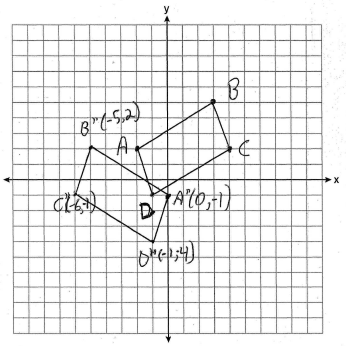 y
B
B"(-5,2)
A
C
x
C"(-6,-1)
D
A"(0,-1)
D"(-1,-4)